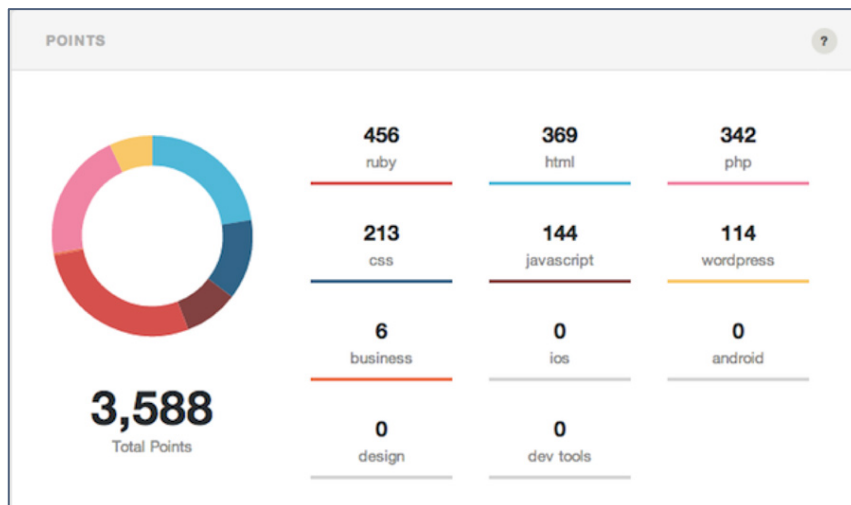 POINTS
?
456
ruby
369
html
342
php
213
css
144
javascript
114
wordpress
6
business
0
ios
0
android
0
design
0
dev tools
3,588
Total Points